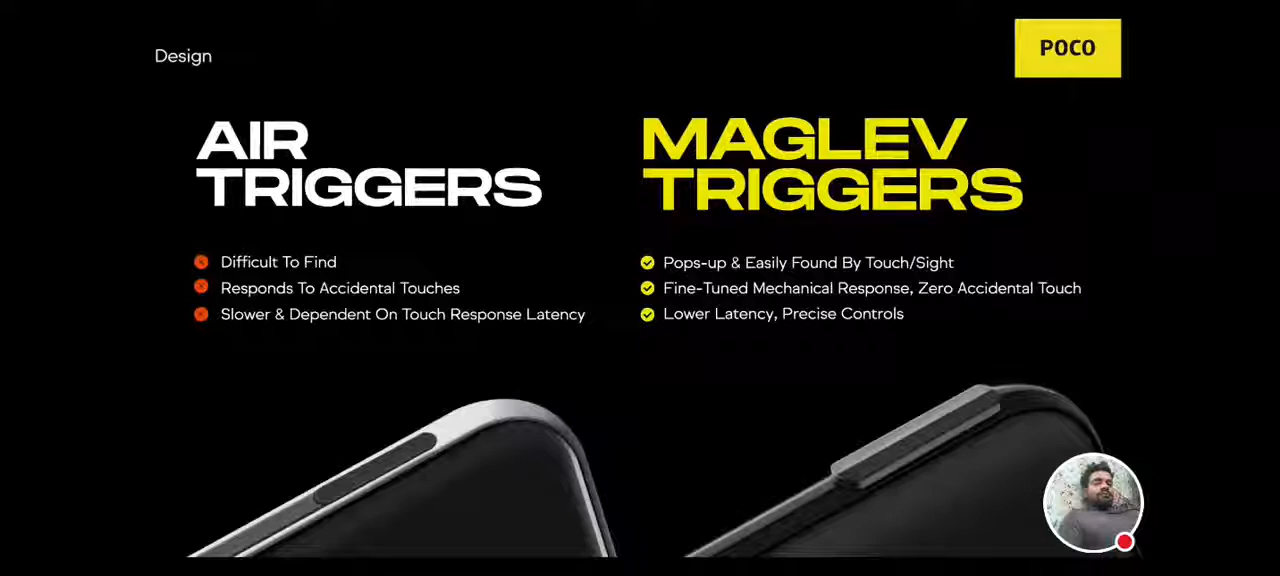 Design
POCO
AIR
TRIGGERS
Difficult To Find
Responds To Accidental Touches
Slower & Dependent On Touch Response Latency
MAGLEV
TRIGGERS
Pops-up & Easily Found By Touch/Sight
Fine-Tuned Mechanical Response, Zero Accidental Touch
Lower Latency, Precise Controls